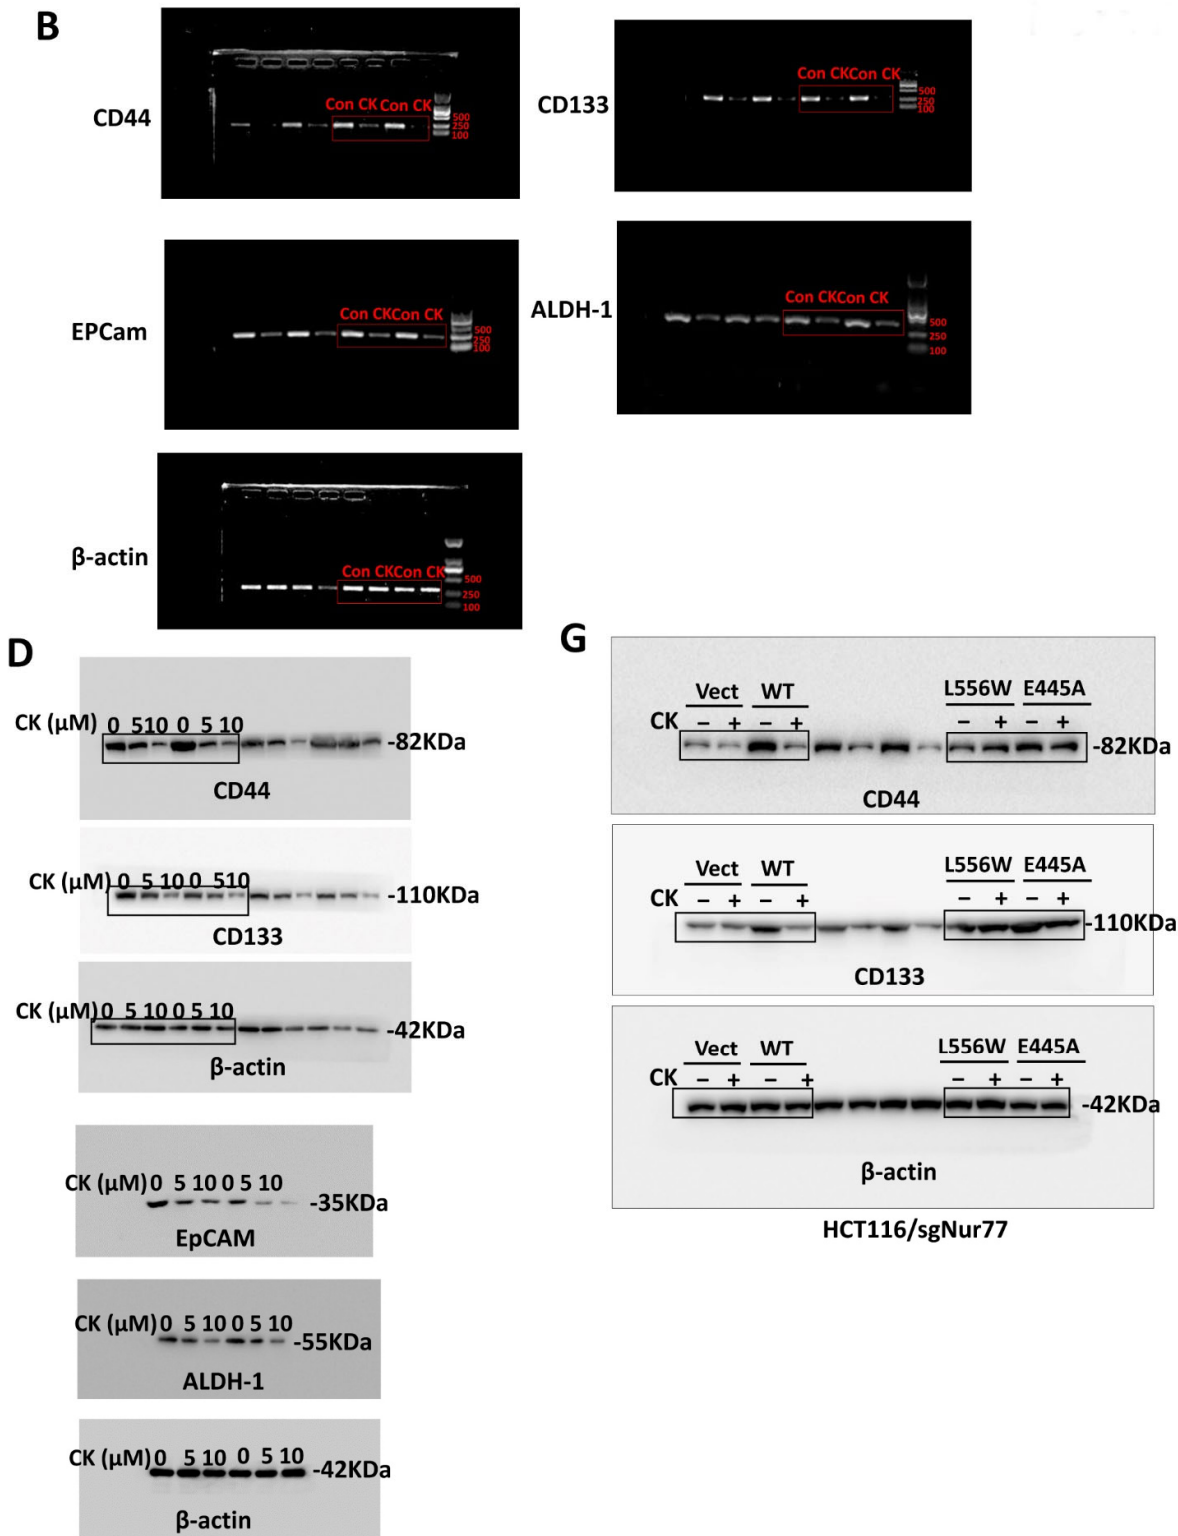 B
CD44
Con CK Con CK
500
250
100
CD133
Con CKCon CK
500
250
100
EPCam
Con CKCon CK
500
250
100
ALDH-1
Con CKCon CK
500
250
100
β-actin
Con CKCon CK
500
250
100
D
CK (μM) 0 510 0 5 10
-82KDa
CD44
CK (μM) 0 5 10 0 510
-110KDa
CD133
CK (μM) 0 5 10 0 5 10
-42KDa
β-actin
CK (μM) 0 5 10 0 5 10
-35KDa
EpCAM
CK (μM) 0 5 10 0 5 10
-55KDa
ALDH-1
CK (μM) 0 5 10 0 5 10
-42KDa
β-actin
G
Vect WT L556W E445A
CK − + − + − + − +
-82KDa
CD44
Vect WT L556W E445A
CK − + − + − + − +
-110KDa
CD133
Vect WT L556W E445A
CK − + − + − + − +
-42KDa
β-actin
HCT116/sgNur77